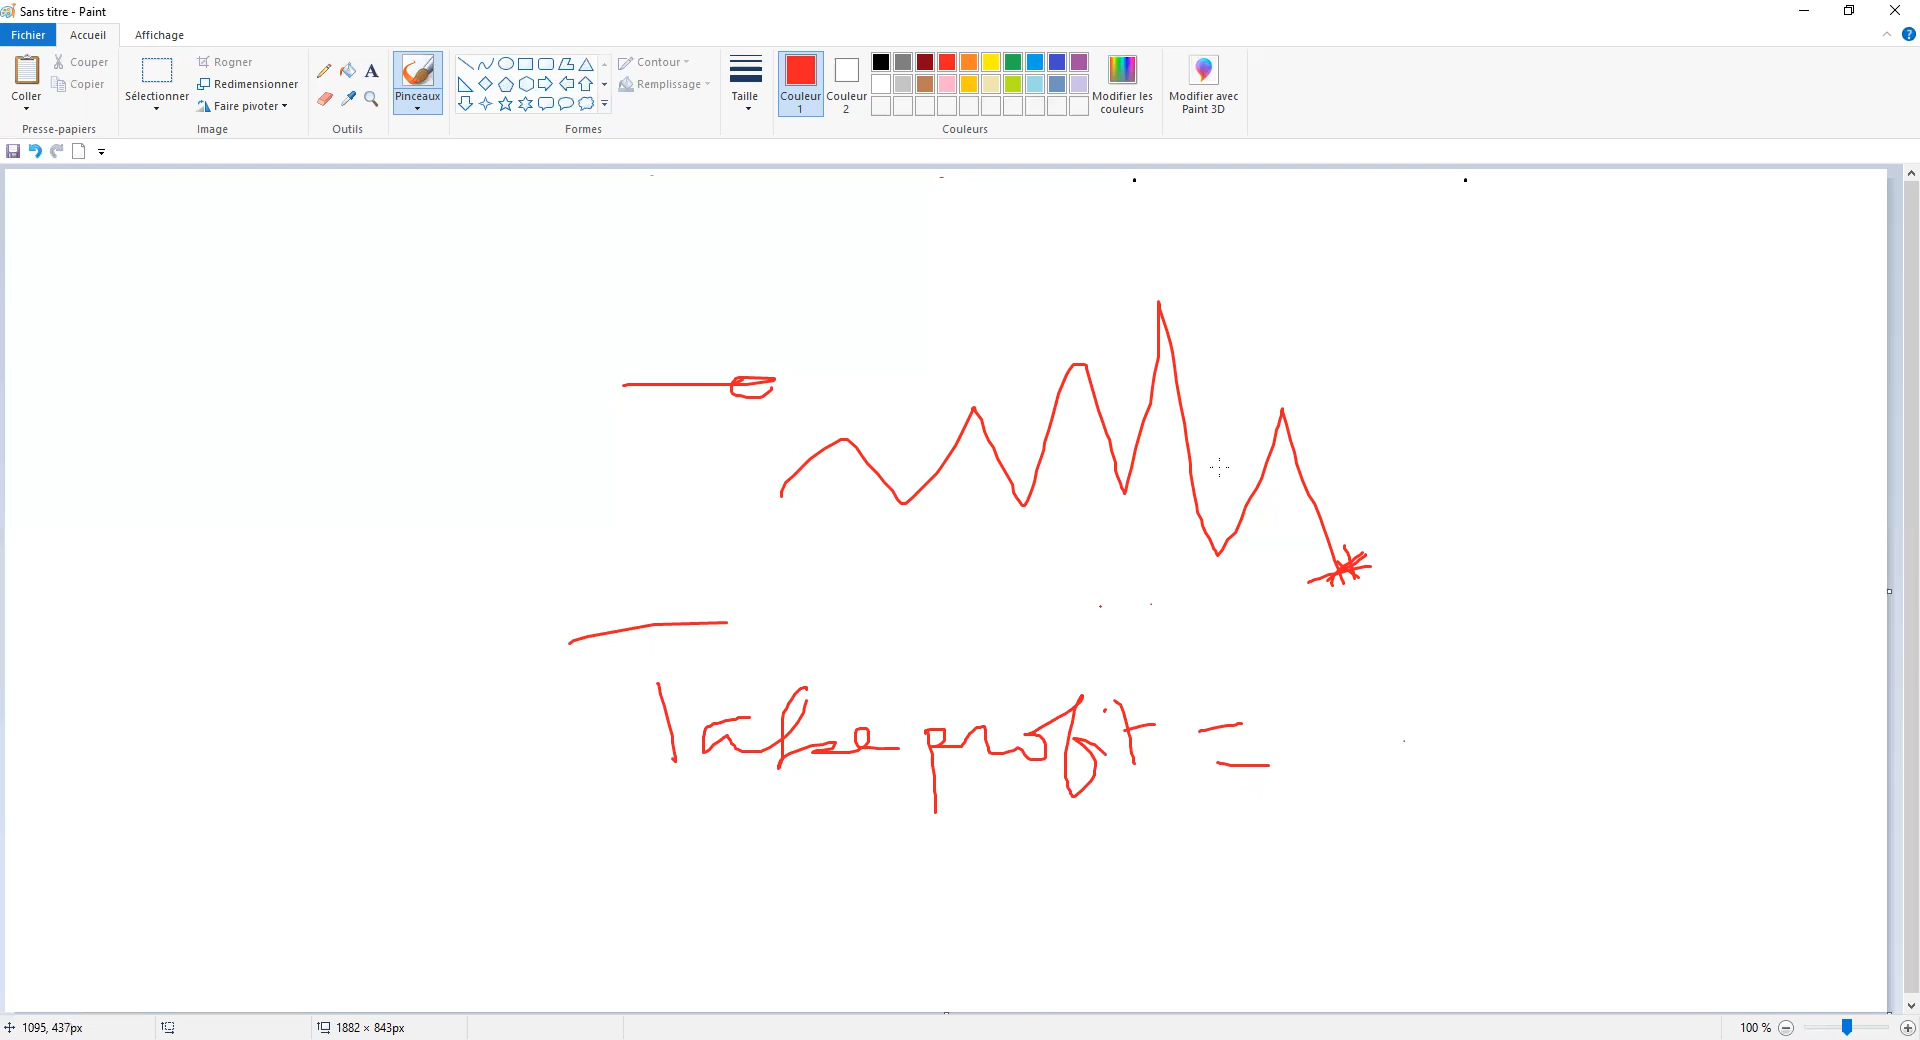 Sans titre - Paint
Fichier
Accueil
Affichage
Coller
Couper
Copier
Presse-papiers
Sélectionner
Rogner
Redimensionner
Faire pivoter
Image
A
Outils
Pinceaux
Contour
Remplissage
Formes
Taille
Couleur
1
Couleur
2
Modifier les
couleurs
Couleurs
Modifier avec
Paint 3D
?
Take profit =
1095, 437px
1882 × 843px
100 %